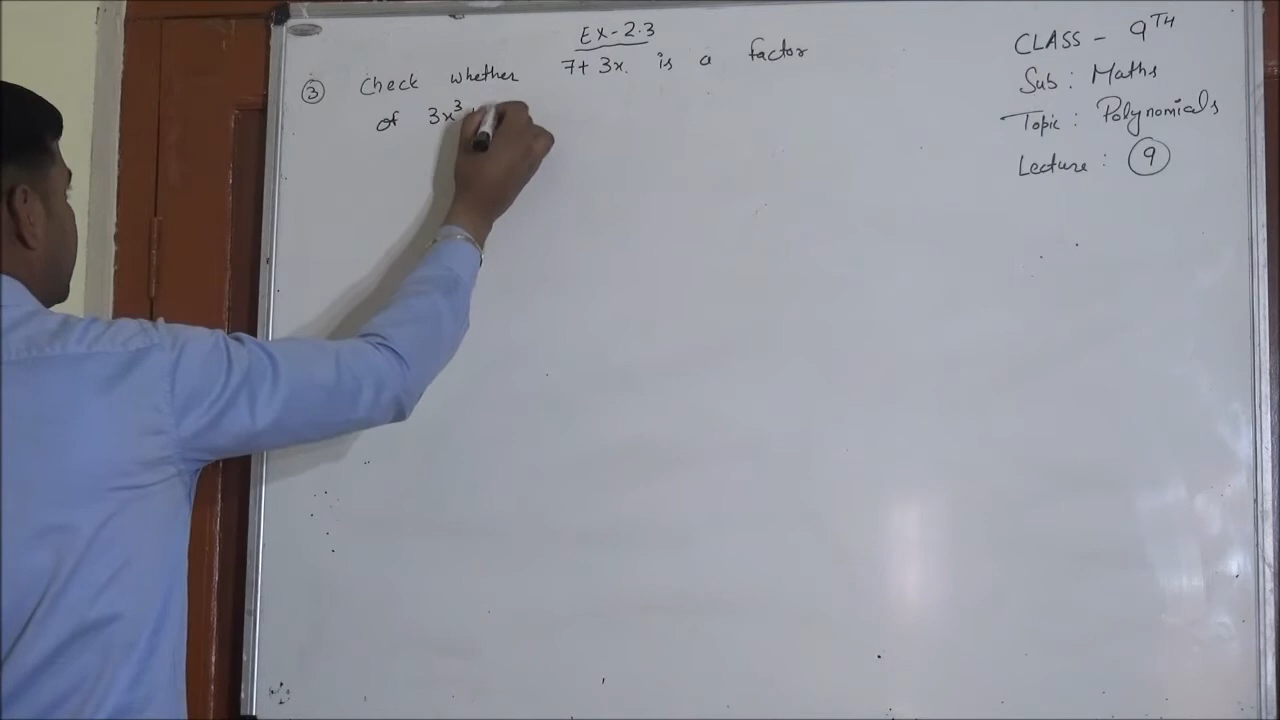 Ex-2.3
③ Check whether 7+3x is a factor
of 3x³
CLASS - 9TH
Sub : Maths
Topic : Polynomials
Lecture : ⑨